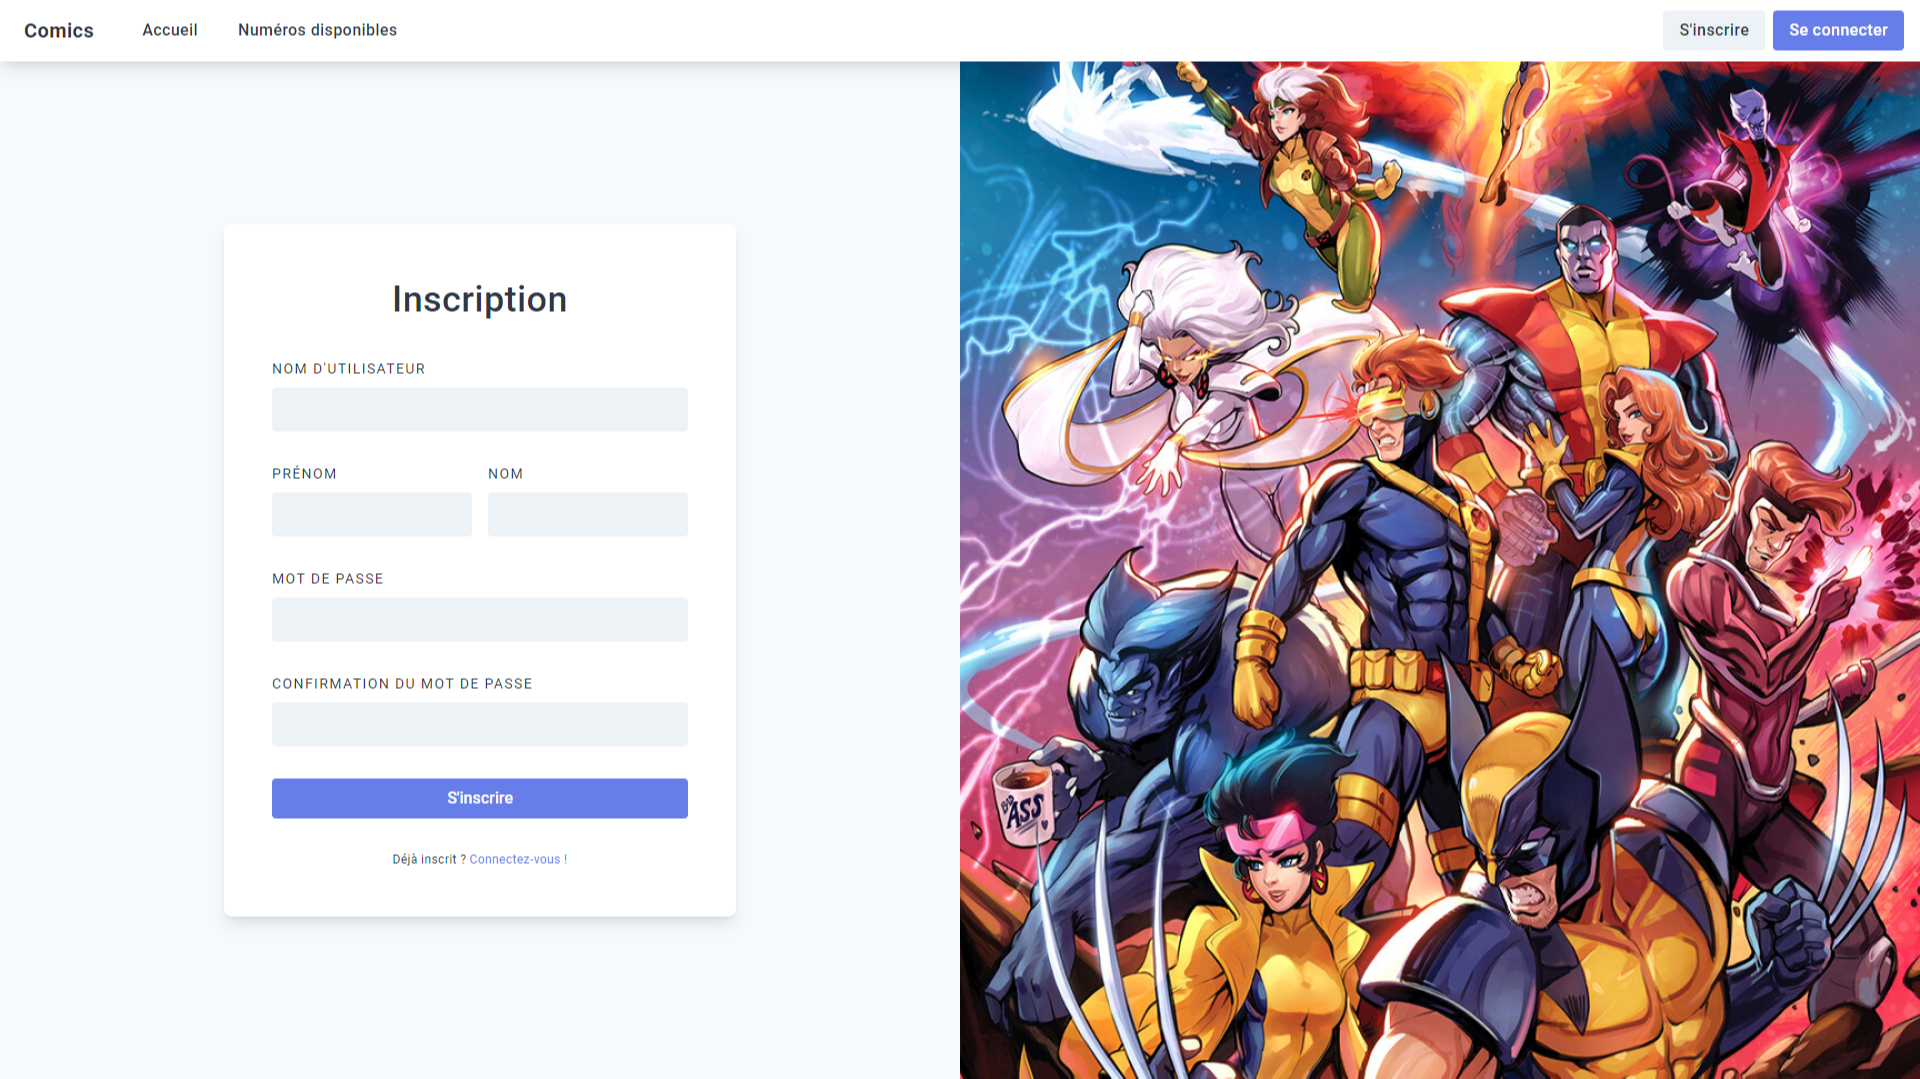 Comics Accueil Numéros disponibles S'inscrire Se connecter
Inscription
NOM D'UTILISATEUR
PRÉNOM NOM
MOT DE PASSE
CONFIRMATION DU MOT DE PASSE
S'inscrire
Déjà inscrit ? Connectez-vous !
BAD
ASS